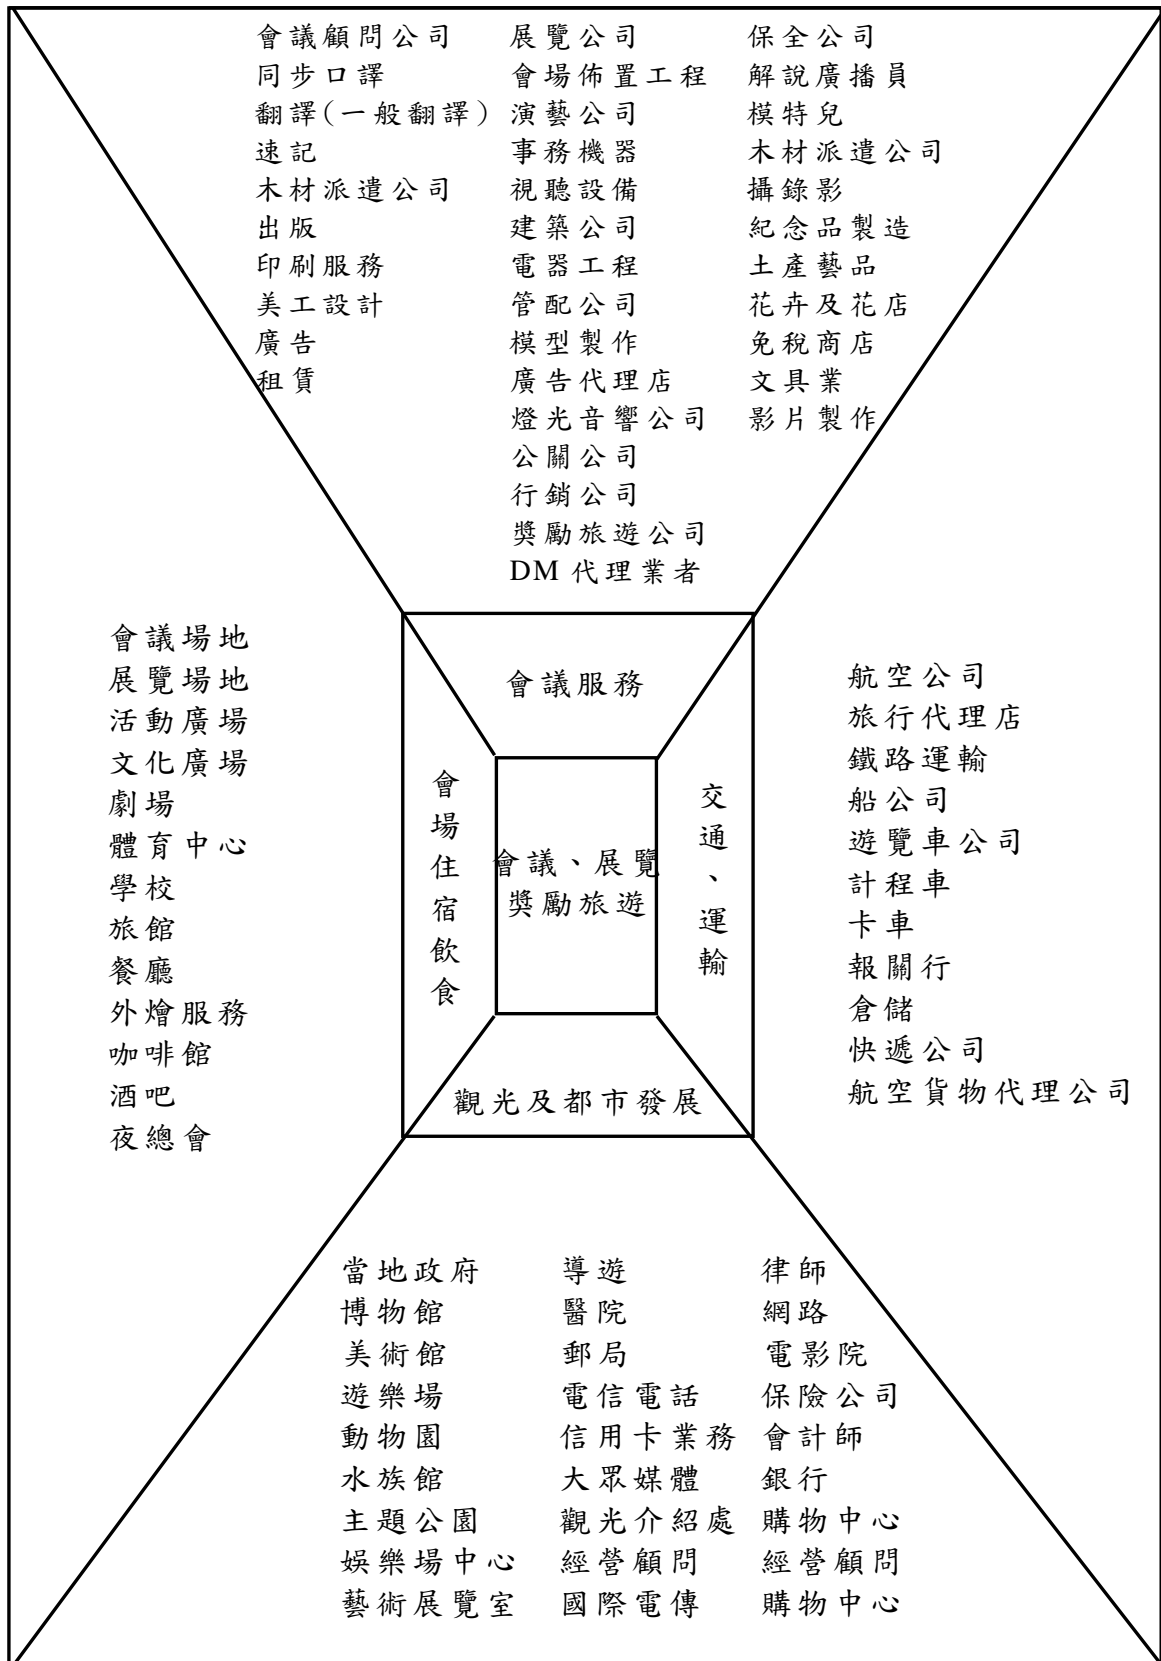 會議顧問公司
同步口譯
翻譯(一般翻譯)
速記
木材派遣公司
出版
印刷服務
美工設計
廣告
租賃
展覽公司
會場佈置工程
演藝公司
事務機器
視聽設備
建築公司
電器工程
管配公司
模型製作
廣告代理店
燈光音響公司
公關公司
行銷公司
獎勵旅遊公司
DM 代理業者
保全公司
解說廣播員
模特兒
木材派遣公司
攝錄影
紀念品製造
土產藝品
花卉及花店
免稅商店
文具業
影片製作
會議場地
展覽場地
活動廣場
文化廣場
劇場
體育中心
學校
旅館
餐廳
外燴服務
咖啡館
酒吧
夜總會
會議服務
會場住宿飲食
會議、展覽
獎勵旅遊
交通、運輸
觀光及都市發展
航空公司
旅行代理店
鐵路運輸
船公司
遊覽車公司
計程車
卡車
報關行
倉儲
快遞公司
航空貨物代理公司
當地政府
博物館
美術館
遊樂場
動物園
水族館
主題公園
娛樂場中心
藝術展覽室
導遊
醫院
郵局
電信電話
信用卡業務
大眾媒體
觀光介紹處
經營顧問
國際電傳
律師
網路
電影院
保險公司
會計師
銀行
購物中心
經營顧問
購物中心